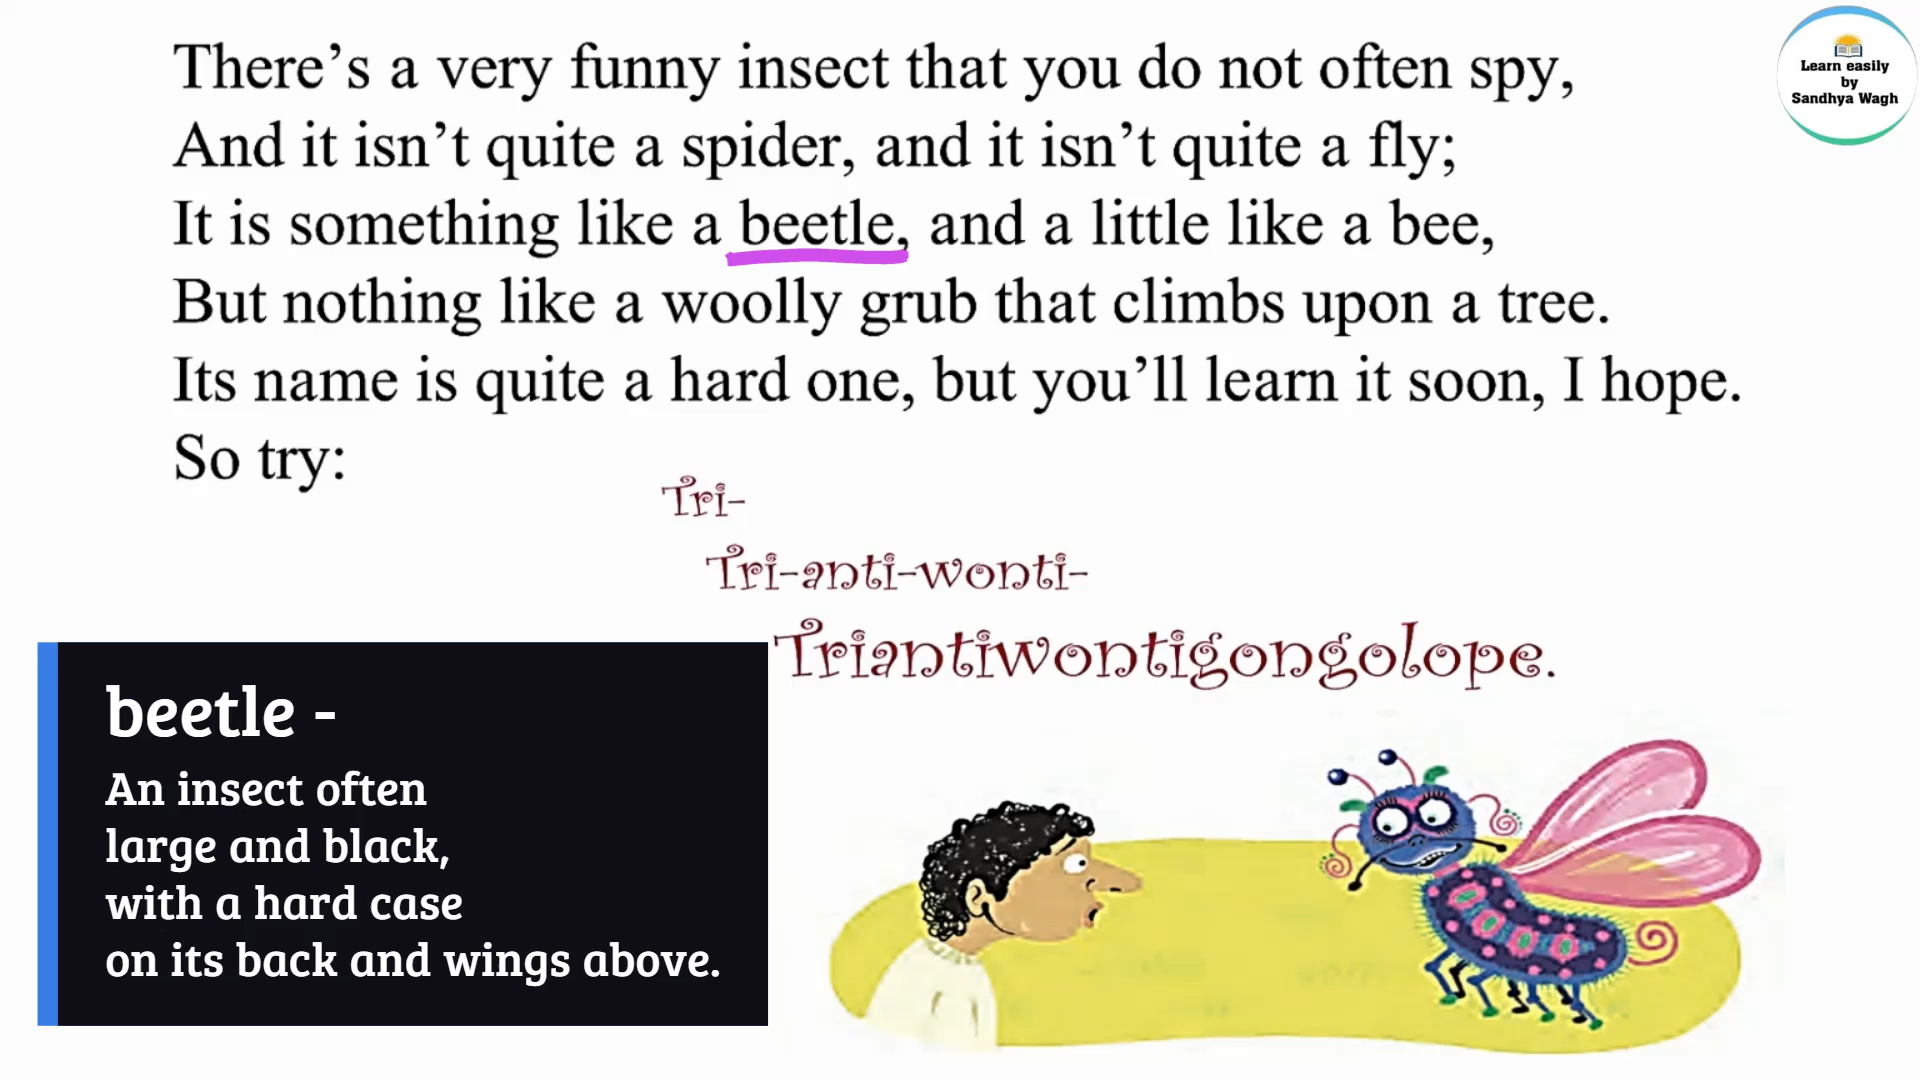 There’s a very funny insect that you do not often spy,
And it isn’t quite a spider, and it isn’t quite a fly;
It is something like a beetle, and a little like a bee,
But nothing like a woolly grub that climbs upon a tree.
Its name is quite a hard one, but you’ll learn it soon, I hope.
So try:
Tri-
Tri-anti-wonti-
Triantiwontigongolope.
beetle -
An insect often
large and black,
with a hard case
on its back and wings above.
Learn easily
by
Sandhya Wagh